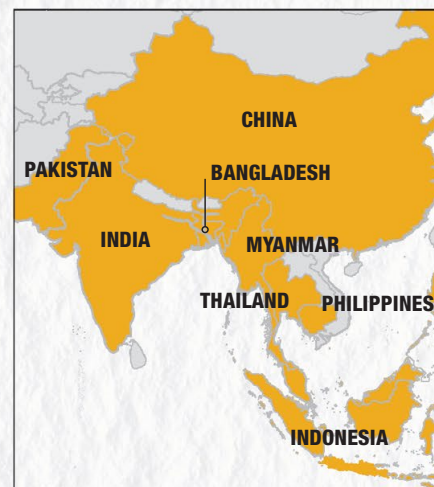 CHINA
PAKISTAN
BANGLADESH
INDIA
MYANMAR
THAILAND
PHILIPPINES
INDONESIA